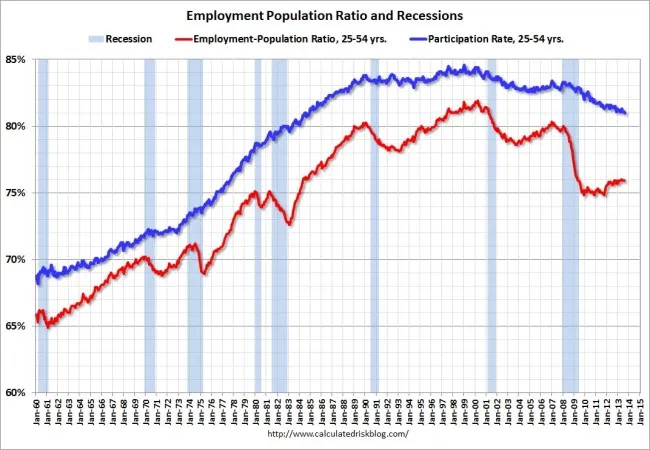 Employment Population Ratio and Recessions
Recession
Employment-Population Ratio, 25-54 yrs.
Participation Rate, 25-54 yrs.
85%
80%
75%
70%
65%
60%
Jan-60
Jan-61
Jan-62
Jan-63
Jan-64
Jan-65
Jan-66
Jan-67
Jan-68
Jan-69
Jan-70
Jan-71
Jan-72
Jan-73
Jan-74
Jan-75
Jan-76
Jan-77
Jan-78
Jan-79
Jan-80
Jan-81
Jan-82
Jan-83
Jan-84
Jan-85
Jan-86
Jan-87
Jan-88
Jan-89
Jan-90
Jan-91
Jan-92
Jan-93
Jan-94
Jan-95
Jan-96
Jan-97
Jan-98
Jan-99
Jan-00
Jan-01
Jan-02
Jan-03
Jan-04
Jan-05
Jan-06
Jan-07
Jan-08
Jan-09
Jan-10
Jan-11
Jan-12
Jan-13
Jan-14
http://www.calculatedriskblog.com/